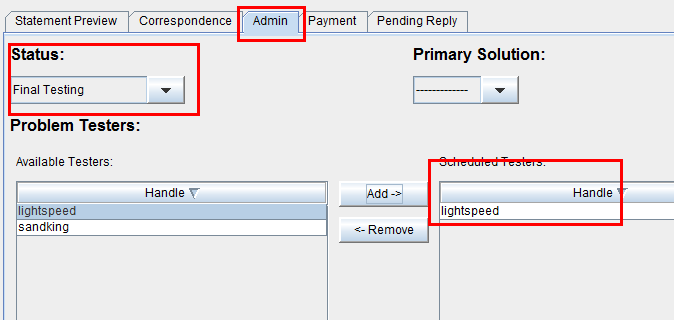 Statement Preview Correspondence Admin Payment Pending Reply
Status: Primary Solution:
Final Testing -------------
Problem Testers:
Available Testers: Scheduled Testers:
Handle Add -> Handle
lightspeed lightspeed
sandking <- Remove